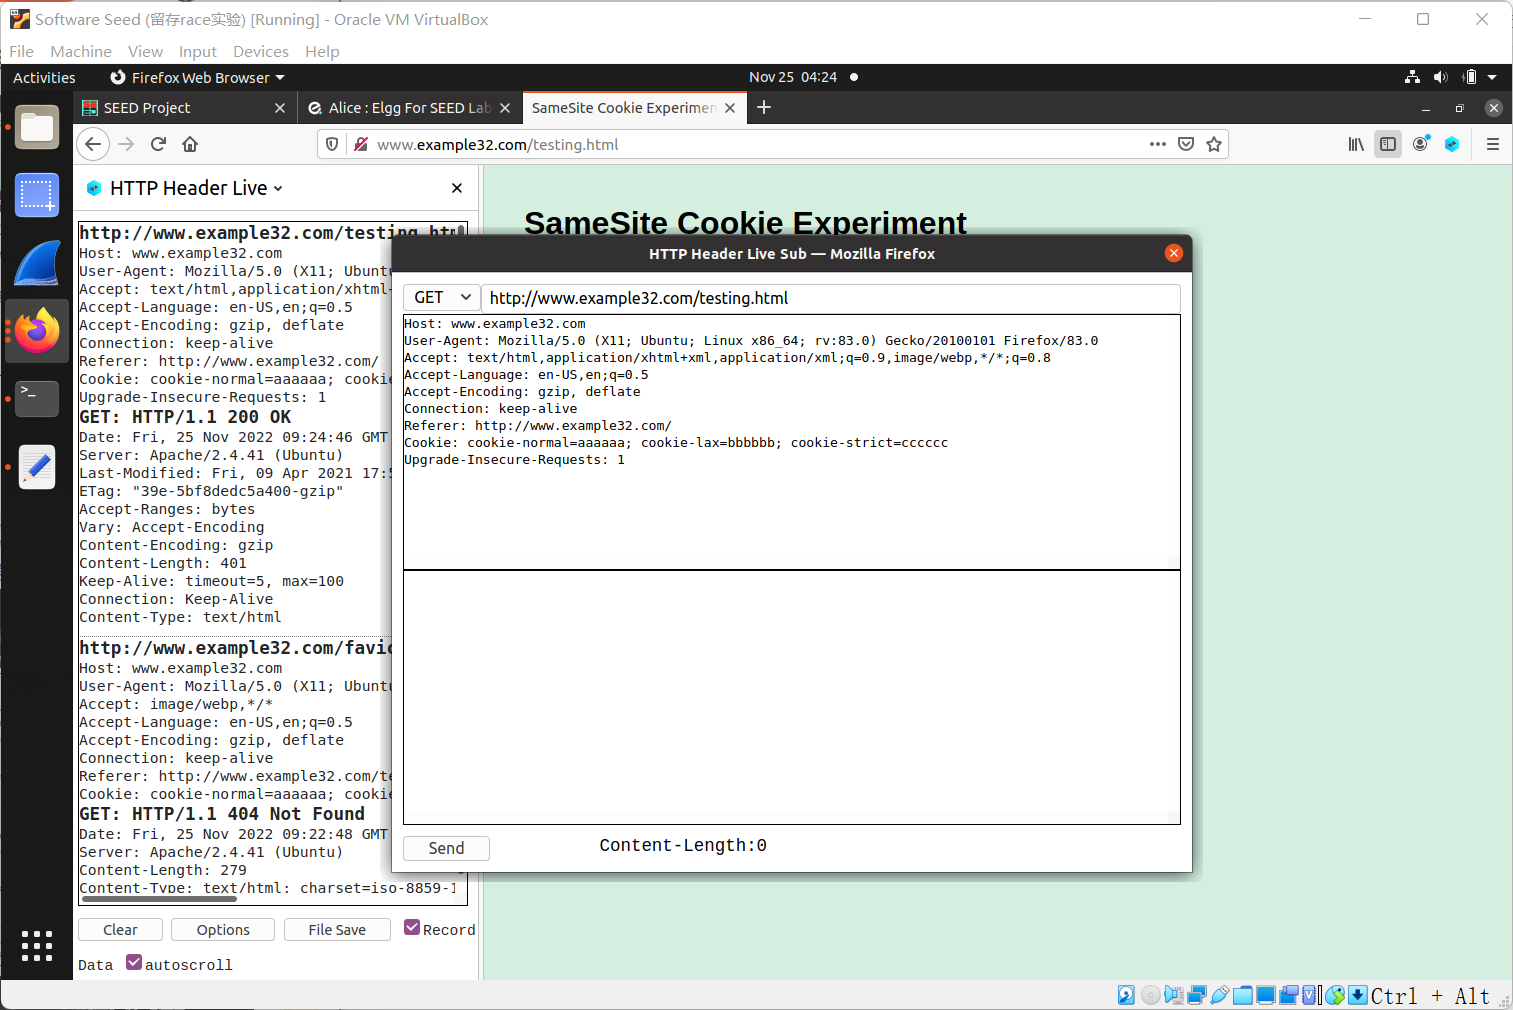 Software Seed (留存race实验) [Running] - Oracle VM VirtualBox
File Machine View Input Devices Help
Activities Firefox Web Browser Nov 25 04:24
SEED Project Alice : Elgg For SEED Lab SameSite Cookie Experimen
www.example32.com/testing.html
HTTP Header Live
SameSite Cookie Experiment
http://www.example32.com/testing.htm
Host: www.example32.com
User-Agent: Mozilla/5.0 (X11; Ubuntu
Accept: text/html,application/xhtml+
Accept-Language: en-US,en;q=0.5
Accept-Encoding: gzip, deflate
Connection: keep-alive
Referer: http://www.example32.com/
Cookie: cookie-normal=aaaaaa; cookie
Upgrade-Insecure-Requests: 1
GET: HTTP/1.1 200 OK
Date: Fri, 25 Nov 2022 09:24:46 GMT
Server: Apache/2.4.41 (Ubuntu)
Last-Modified: Fri, 09 Apr 2021 17:5
ETag: "39e-5bf8dedc5a400-gzip"
Accept-Ranges: bytes
Vary: Accept-Encoding
Content-Encoding: gzip
Content-Length: 401
Keep-Alive: timeout=5, max=100
Connection: Keep-Alive
Content-Type: text/html
http://www.example32.com/favic
Host: www.example32.com
User-Agent: Mozilla/5.0 (X11; Ubuntu
Accept: image/webp,*/*
Accept-Language: en-US,en;q=0.5
Accept-Encoding: gzip, deflate
Connection: keep-alive
Referer: http://www.example32.com/te
Cookie: cookie-normal=aaaaaa; cookie
GET: HTTP/1.1 404 Not Found
Date: Fri, 25 Nov 2022 09:22:48 GMT
Server: Apache/2.4.41 (Ubuntu)
Content-Length: 279
Content-Type: text/html; charset=iso-8859-1
Clear Options File Save Record
Data autoscroll
HTTP Header Live Sub — Mozilla Firefox
GET http://www.example32.com/testing.html
Host: www.example32.com
User-Agent: Mozilla/5.0 (X11; Ubuntu; Linux x86_64; rv:83.0) Gecko/20100101 Firefox/83.0
Accept: text/html,application/xhtml+xml,application/xml;q=0.9,image/webp,*/*;q=0.8
Accept-Language: en-US,en;q=0.5
Accept-Encoding: gzip, deflate
Connection: keep-alive
Referer: http://www.example32.com/
Cookie: cookie-normal=aaaaaa; cookie-lax=bbbbbb; cookie-strict=cccccc
Upgrade-Insecure-Requests: 1
Send Content-Length:0
Ctrl + Alt